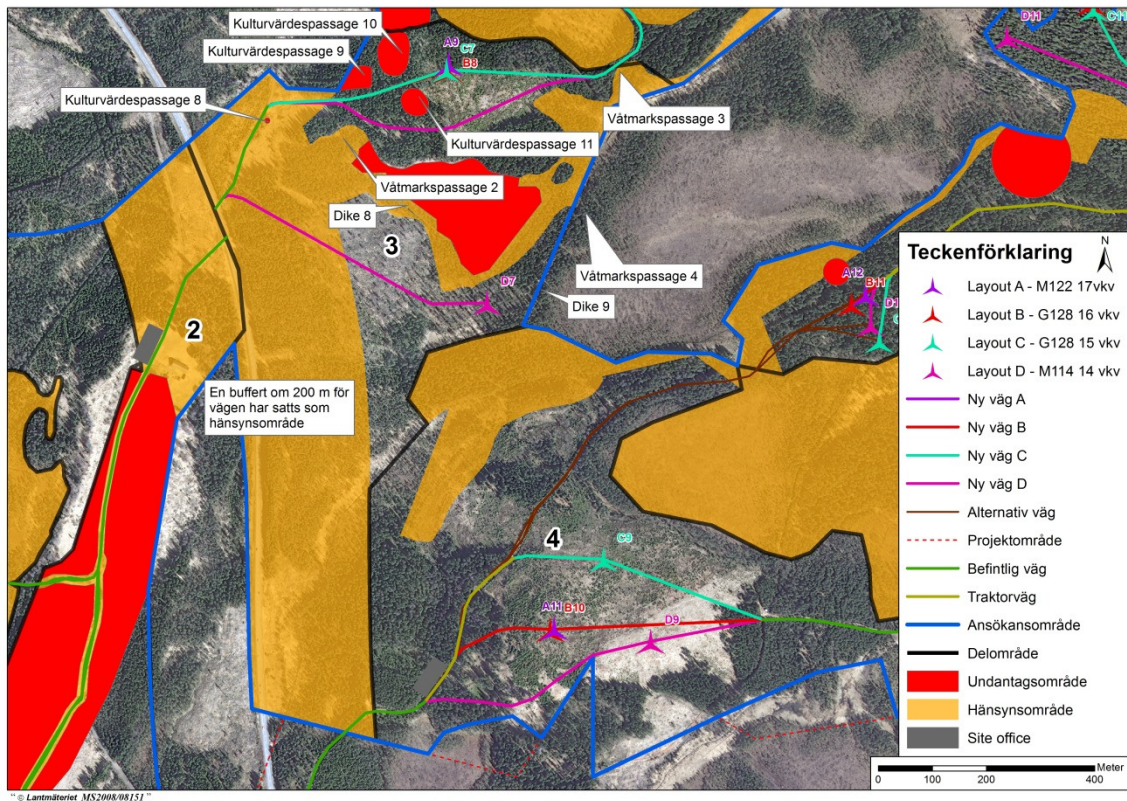 Kulturvärdespassage 10
Kulturvärdespassage 9
Kulturvärdespassage 8
A9
C7
B8
D11
C11
Kulturvärdespassage 11
Våtmarkspassage 3
Våtmarkspassage 2
Dike 8
3
Våtmarkspassage 4
Dike 9
D7
2
En buffert om 200 m för
vägen har satts som
hänsynsområde
A12
B11
4
C9
A11 B10
D9
Teckenförklaring
N
Layout A - M122 17vkv
Layout B - G128 16 vkv
Layout C - G128 15 vkv
Layout D - M114 14 vkv
Ny väg A
Ny väg B
Ny väg C
Ny väg D
Alternativ väg
Projektområde
Befintlig väg
Traktorväg
Ansökansområde
Delområde
Undantagsområde
Hänsynsområde
Site office
Meter
0 100 200 400
" © Lantmäteriet MS2008/08151 "